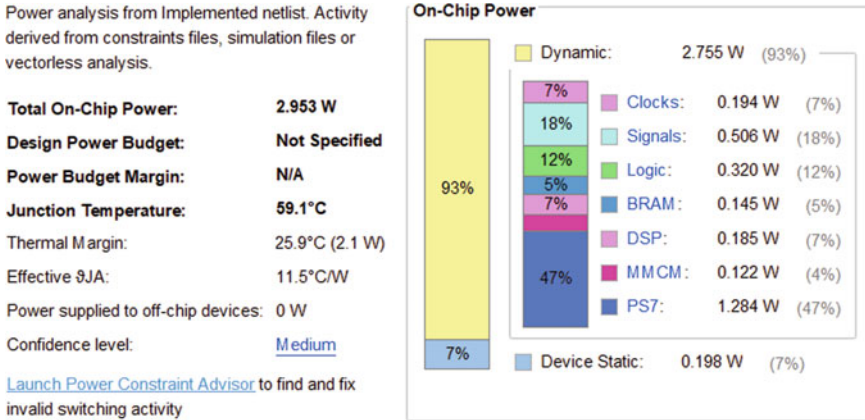 Power analysis from Implemented netlist. Activity
derived from constraints files, simulation files or
vectorless analysis.
Total On-Chip Power: 2.953 W
Design Power Budget: Not Specified
Power Budget Margin: N/A
Junction Temperature: 59.1°C
Thermal Margin: 25.9°C (2.1 W)
Effective ϑJA: 11.5°C/W
Power supplied to off-chip devices: 0 W
Confidence level: Medium
Launch Power Constraint Advisor to find and fix
invalid switching activity
On-Chip Power
93%
7%
Dynamic: 2.755 W (93%)
7%
18%
12%
5%
7%
47%
Clocks: 0.194 W (7%)
Signals: 0.506 W (18%)
Logic: 0.320 W (12%)
BRAM: 0.145 W (5%)
DSP: 0.185 W (7%)
MMCM: 0.122 W (4%)
PS7: 1.284 W (47%)
Device Static: 0.198 W (7%)